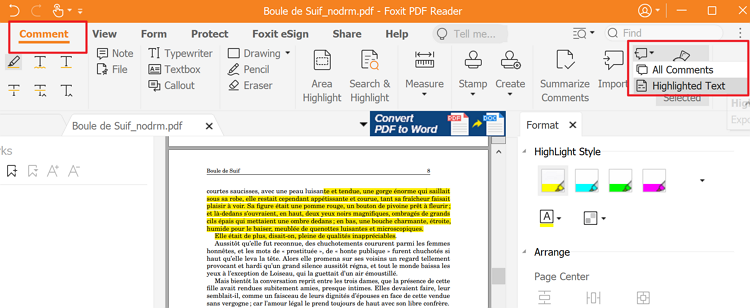 Boule de Suif_nodrm.pdf - Foxit PDF Reader
Comment View Form Protect Foxit eSign Share Help Tell me... Find
Note Typewriter Drawing
File Textbox Pencil
Callout Eraser
Area Highlight
Search & Highlight
Measure
Stamp
Create
Summarize Comments
Import
All Comments
Highlighted Text
Selected
Boule de Suif_nodrm.pdf
Convert PDF to Word
PDF DOC
Format
HighLight Style
A
Arrange
Page Center
Boule de Suif 8
courtes saucisses, avec une peau luisante et tendue, une gorge énorme qui saillait
sous sa robe, elle restait cependant appétissante et courue, tant sa fraîcheur faisait
plaisir à voir. Sa figure était une pomme rouge, un bouton de pivoine prêt à fleurir ;
et là-dedans s'ouvraient, en haut, deux yeux noirs magnifiques, ombragés de grands
cils épais qui mettaient une ombre dedans ; en bas, une bouche charmante, étroite,
humide pour le baiser, meublée de quenottes luisantes et microscopiques.
Elle était de plus, disait-on, pleine de qualités inappréciables.
Aussitôt qu'elle fut reconnue, des chuchotements coururent parmi les femmes
honnêtes, et les mots de « prostituée », de « honte publique » furent chuchotés si
haut qu'elle leva la tête. Alors elle promena sur ses voisins un regard tellement
provocant et hardi qu'un grand silence aussitôt régna, et tout le monde baissa les
yeux à l'exception de Loiseau, qui la guettait d'un air émoustillé.
Mais bientôt la conversation reprit entre les trois dames, que la présence de cette
fille avait rendues subitement amies, presque intimes. Elles devaient faire, leur
semblait-il, comme un faisceau de leurs dignités d'épouses en face de cette vendue
sans vergogne ; car l'amour légal le prend toujours de haut avec son libre confrère.